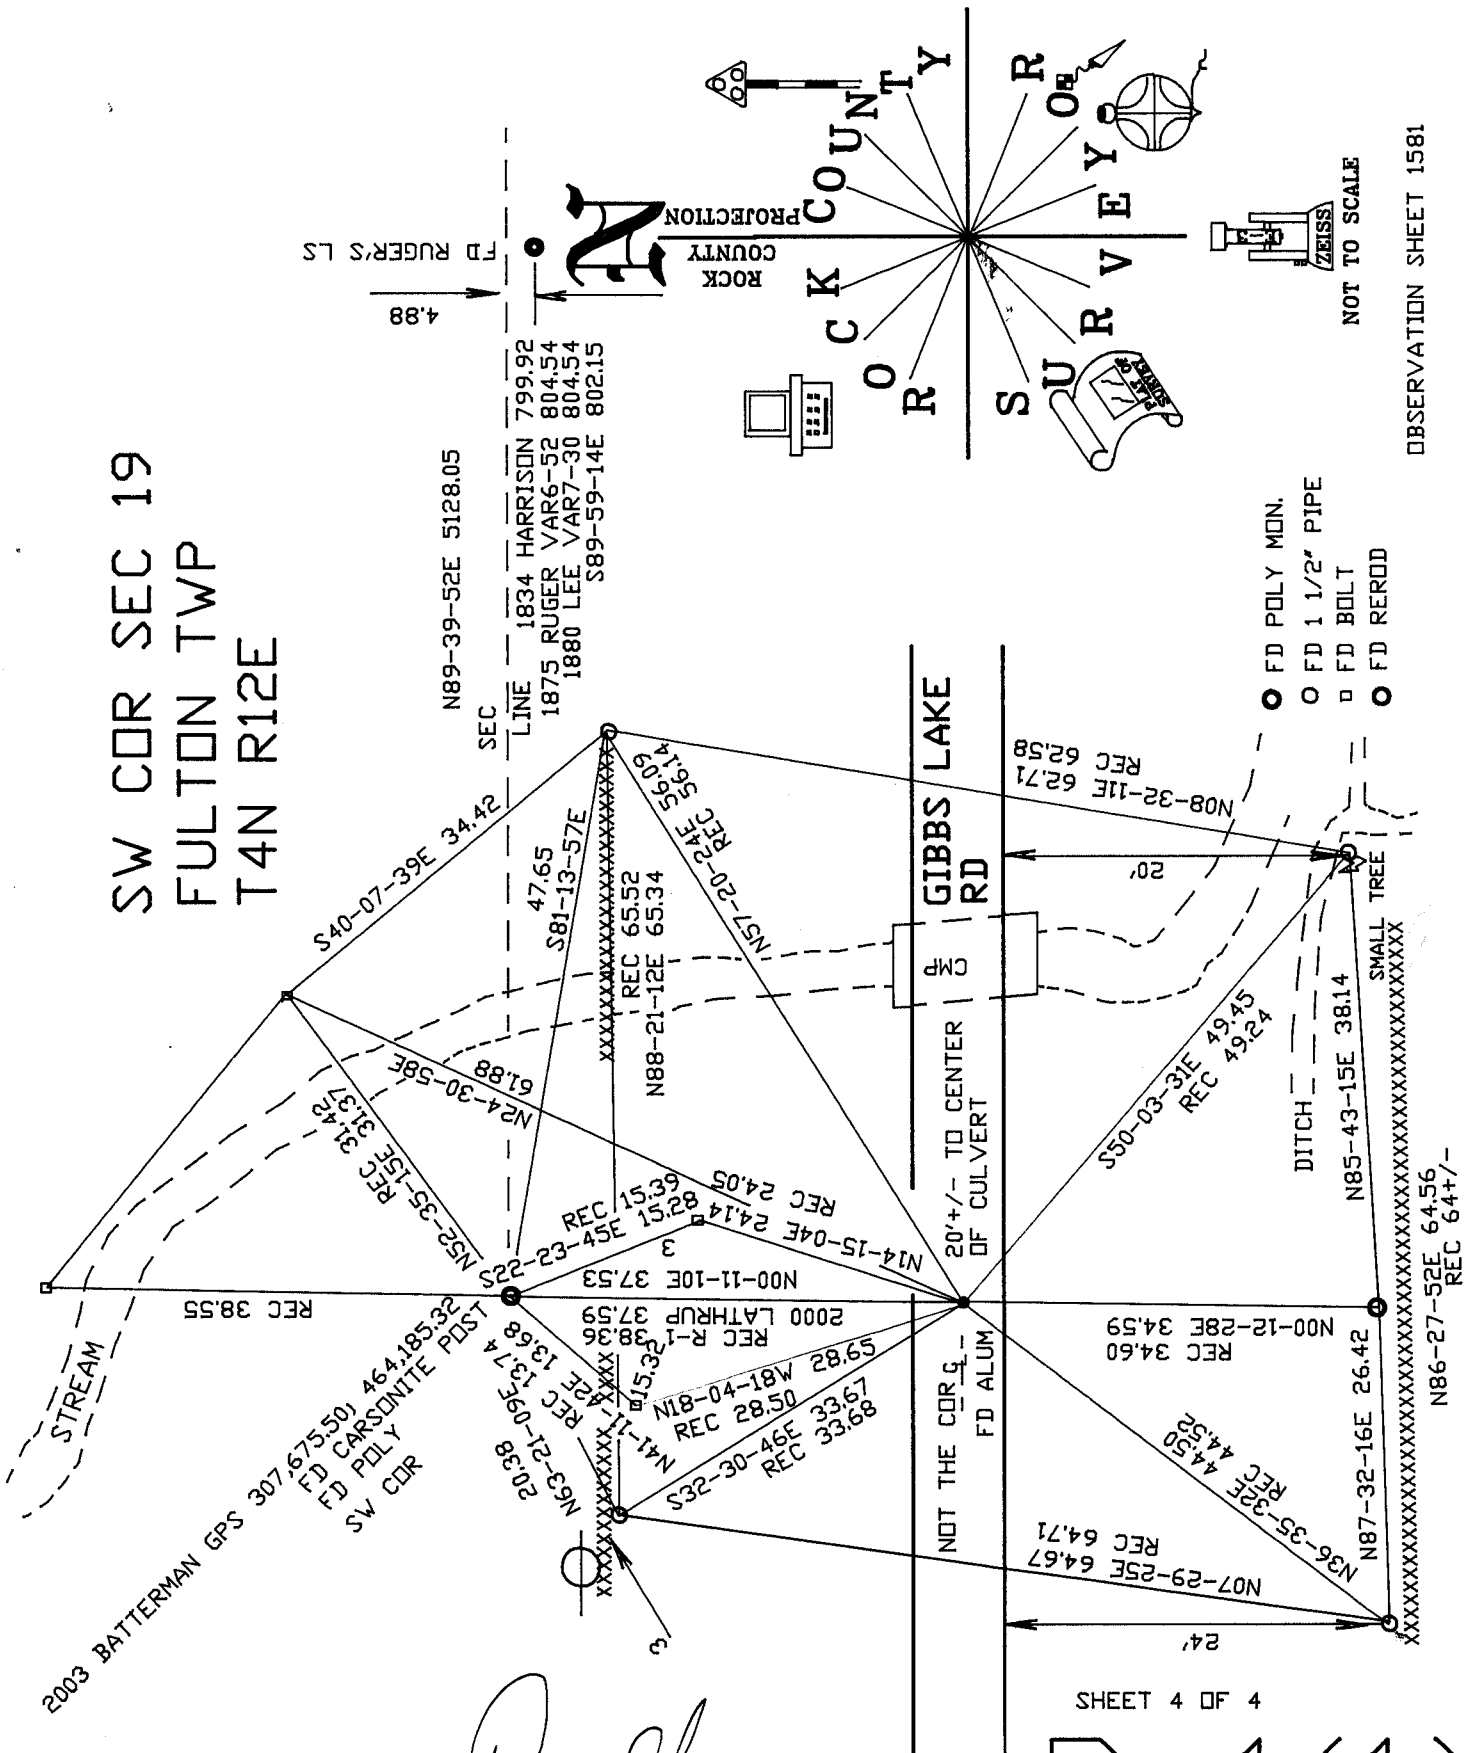 SW COR SEC 19
FULTON TWP
T4N R12E
N89-39-52E 5128.05
SEC
LINE
1834 HARRISON 799.92
1875 RUGER VAR6-52 804.54
1880 LEE VAR7-30 804.54
S89-59-14E 802.15
4.88
FD RUGER'S LS
N
ROCK
COUNTY
PROJECTION
ROCK COUNTY
SURVEYOR
PLAT OF
SURVEY
ZEISS
NOT TO SCALE
OBSERVATION SHEET 1581
FD POLY MON.
FD 1 1/2" PIPE
FD BOLT
FD REROD
STREAM
2003 BATTERMAN GPS 307,675.50; 464,185.32
FD CARSONITE POST
FD POLY
SW COR
REC 38.55
S40-07-39E 34.42
REC 31.42
N52-35-15E 31.37
N24-30-58E
61.88
47.65
S81-13-57E
REC 65.52
N88-21-12E 65.34
N57-20-24E 56.09
REC 56.14
REC 15.39
S22-23-45E 15.28
3
N14-15-04E 24.14
REC 24.05
N00-11-10E 37.53
2000 LATHRUP 37.59
REC R-1 38.36
REC 13.74
N41-11-42E 13.68
20.38
N63-21-09E
15.32
N18-04-18W 28.65
REC 28.50
S32-30-46E 33.67
REC 33.68
3
GIBBS LAKE
RD
CMP
20'+/- TO CENTER
OF CULVERT
NOT THE COR
CL
FD ALUM
N08-32-11E 62.71
REC 62.58
20'
SMALL TREE
DITCH
S50-03-31E 49.45
REC 49.24
N85-43-15E 38.14
N00-12-28E 34.59
REC 34.60
N36-35-32E 44.50
REC 44.52
N87-32-16E 26.42
N86-27-52E 64.56
REC 64+/-
N07-29-25E 64.67
REC 64.71
24'
SHEET 4 OF 4